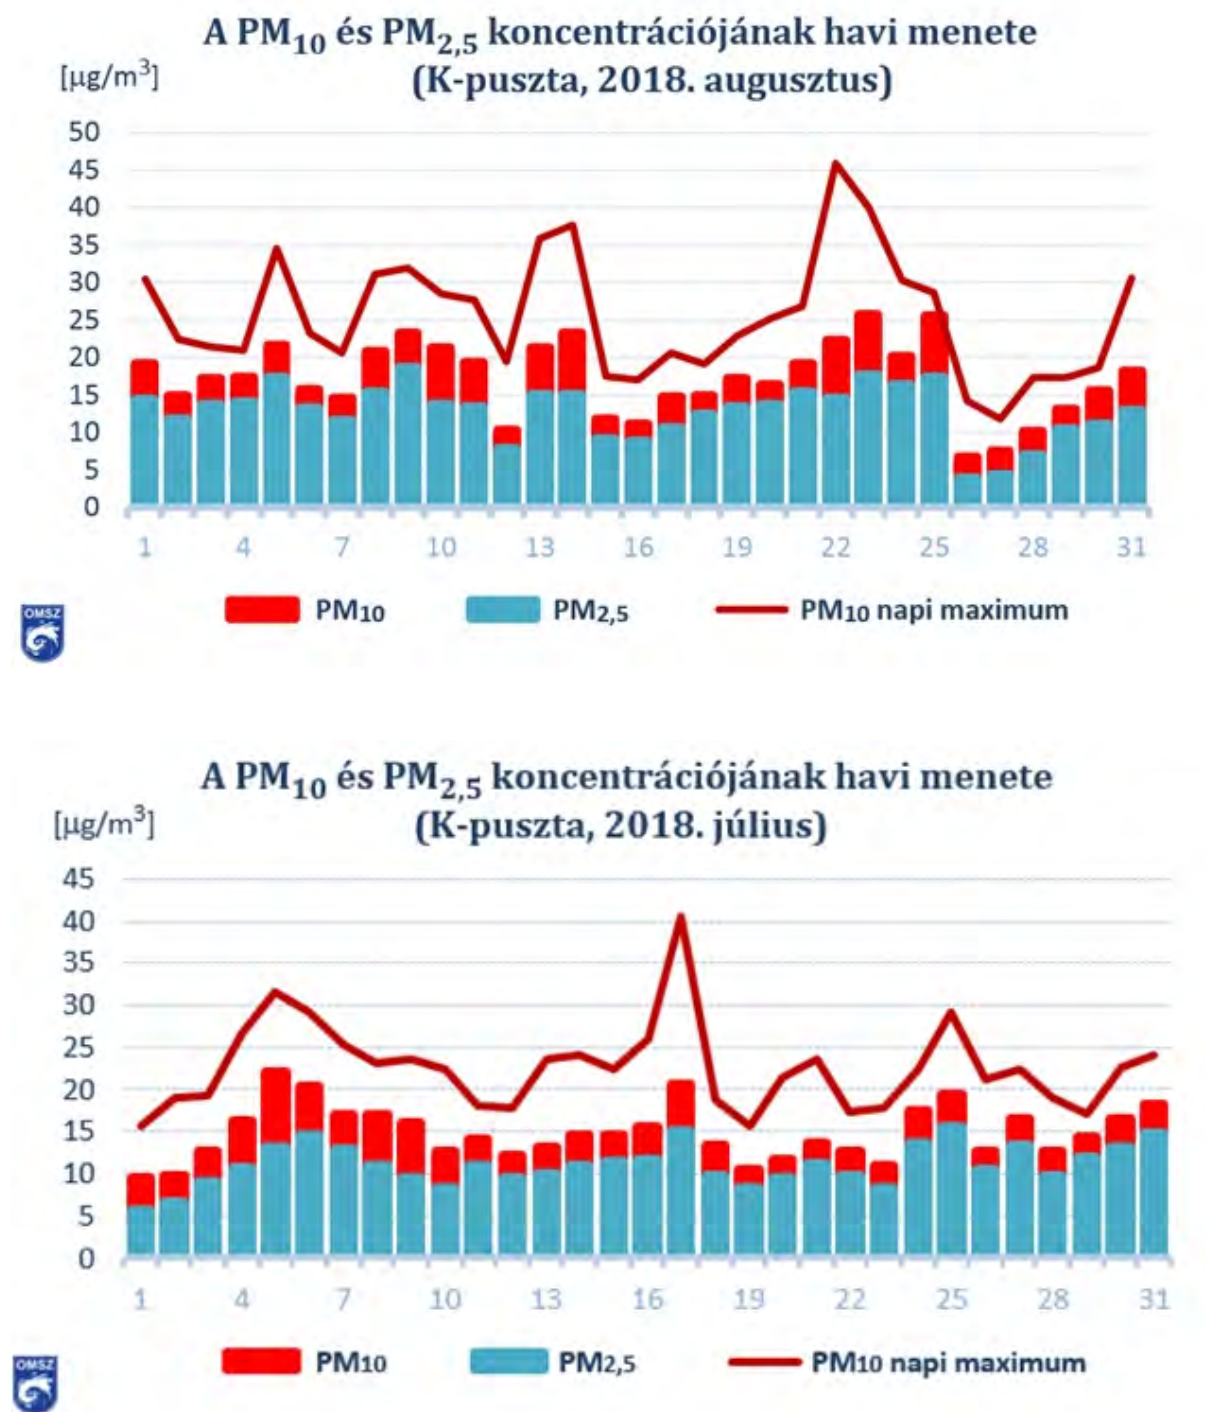 A PM10 és PM2,5 koncentrációjának havi menete
[µg/m³]
(K-puszta, 2018. augusztus)
50
45
40
35
30
25
20
15
10
5
0
1 4 7 10 13 16 19 22 25 28 31
PM10 PM2,5 PM10 napi maximum
OMSZ
A PM10 és PM2,5 koncentrációjának havi menete
[µg/m³]
(K-puszta, 2018. július)
45
40
35
30
25
20
15
10
5
0
1 4 7 10 13 16 19 22 25 28 31
PM10 PM2,5 PM10 napi maximum
OMSZ